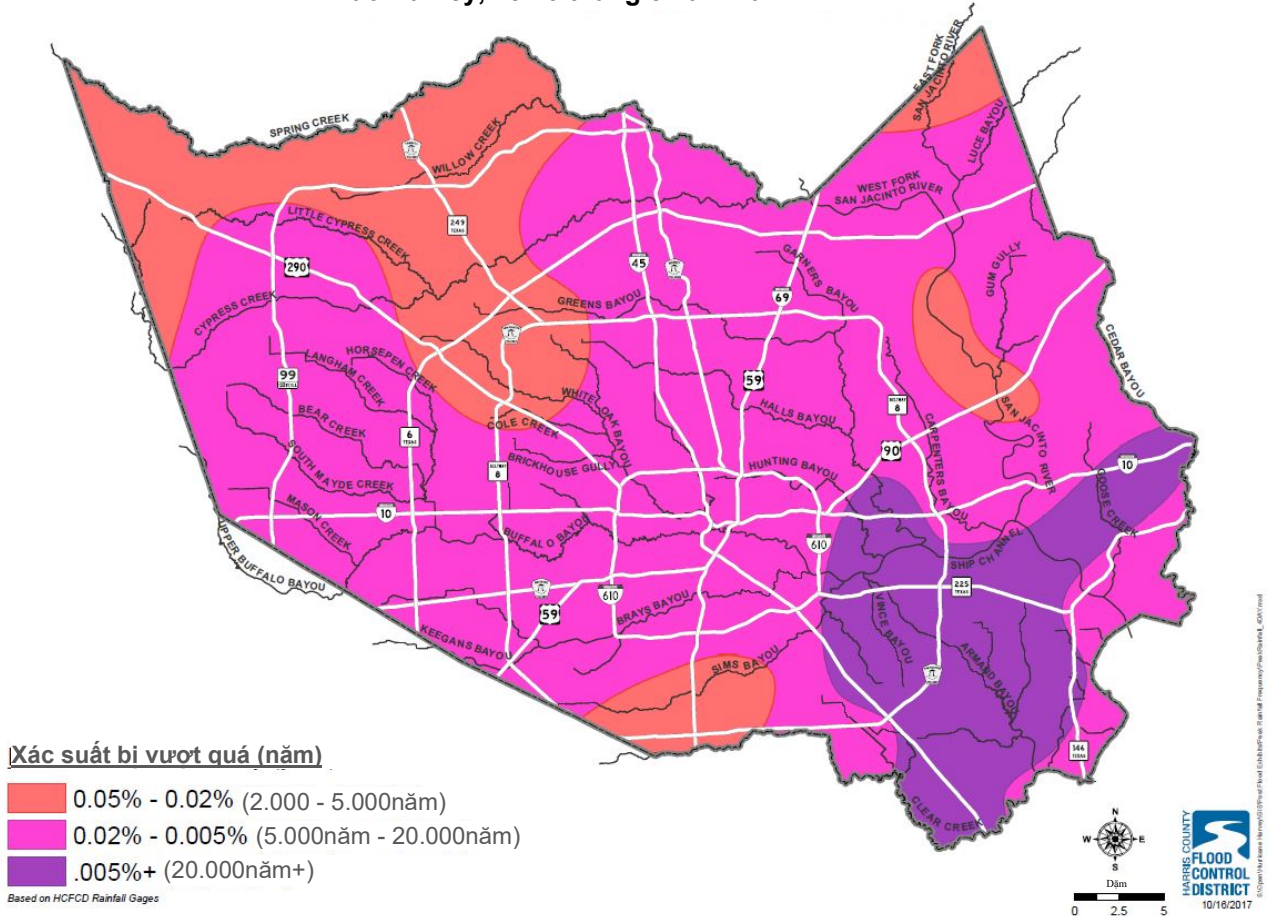 SPRING CREEK
WILLOW CREEK
EAST FORK
SAN JACINTO RIVER
LUCE BAYOU
WEST FORK
SAN JACINTO RIVER
LITTLE CYPRESS CREEK
249
TEXAS
290
45
GARNERS BAYOU
GUM GULLY
69
CYPRESS CREEK
GREENS BAYOU
CEDAR BAYOU
HORSEPEN CREEK
LANGHAM CREEK
99
59
WHITE OAK BAYOU
HALLS BAYOU
BELTWAY
8
SAN JACINTO RIVER
BEAR CREEK
COLE CREEK
CARPENTERS BAYOU
6
TEXAS
90
SOUTH MAYDE CREEK
BRICKHOUSE GULLY
BELTWAY
8
HUNTING BAYOU
10
GOOSE CREEK
MASON CREEK
10
BUFFALO BAYOU
UPPER BUFFALO BAYOU
610
SHIP CHANNEL
225
TEXAS
610
59
BRAYS BAYOU
VINCE BAYOU
KEEGANS BAYOU
SIMS BAYOU
ARMAND BAYOU
146
TEXAS
CLEAR CREEK
Xác suất bị vượt quá (năm)
0.05% - 0.02% (2.000 - 5.000năm)
0.02% - 0.005% (5.000năm - 20.000năm)
.005%+ (20.000năm+)
Based on HCFCD Rainfall Gages
N
W E
S
Dặm
0 2.5 5
HARRIS COUNTY
FLOOD
CONTROL
DISTRICT
10/16/2017